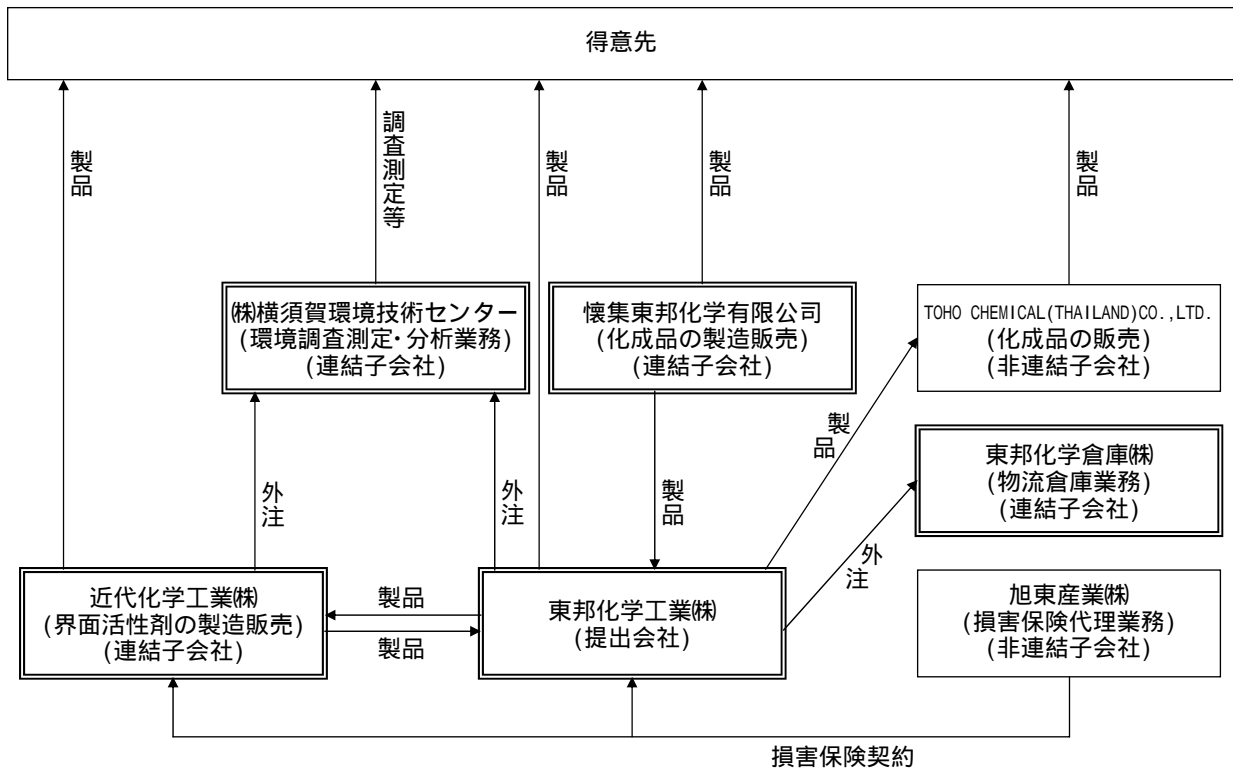 得意先
製品
調査測定等
製品
製品
製品
㈱横須賀環境技術センター
(環境調査測定・分析業務)
(連結子会社)
懐集東邦化学有限公司
(化成品の製造販売)
(連結子会社)
TOHO CHEMICAL(THAILAND)CO.,LTD.
(化成品の販売)
(非連結子会社)
製品
東邦化学倉庫㈱
(物流倉庫業務)
(連結子会社)
外注
外注
製品
外注
近代化学工業㈱
(界面活性剤の製造販売)
(連結子会社)
製品
製品
東邦化学工業㈱
(提出会社)
旭東産業㈱
(損害保険代理業務)
(非連結子会社)
損害保険契約